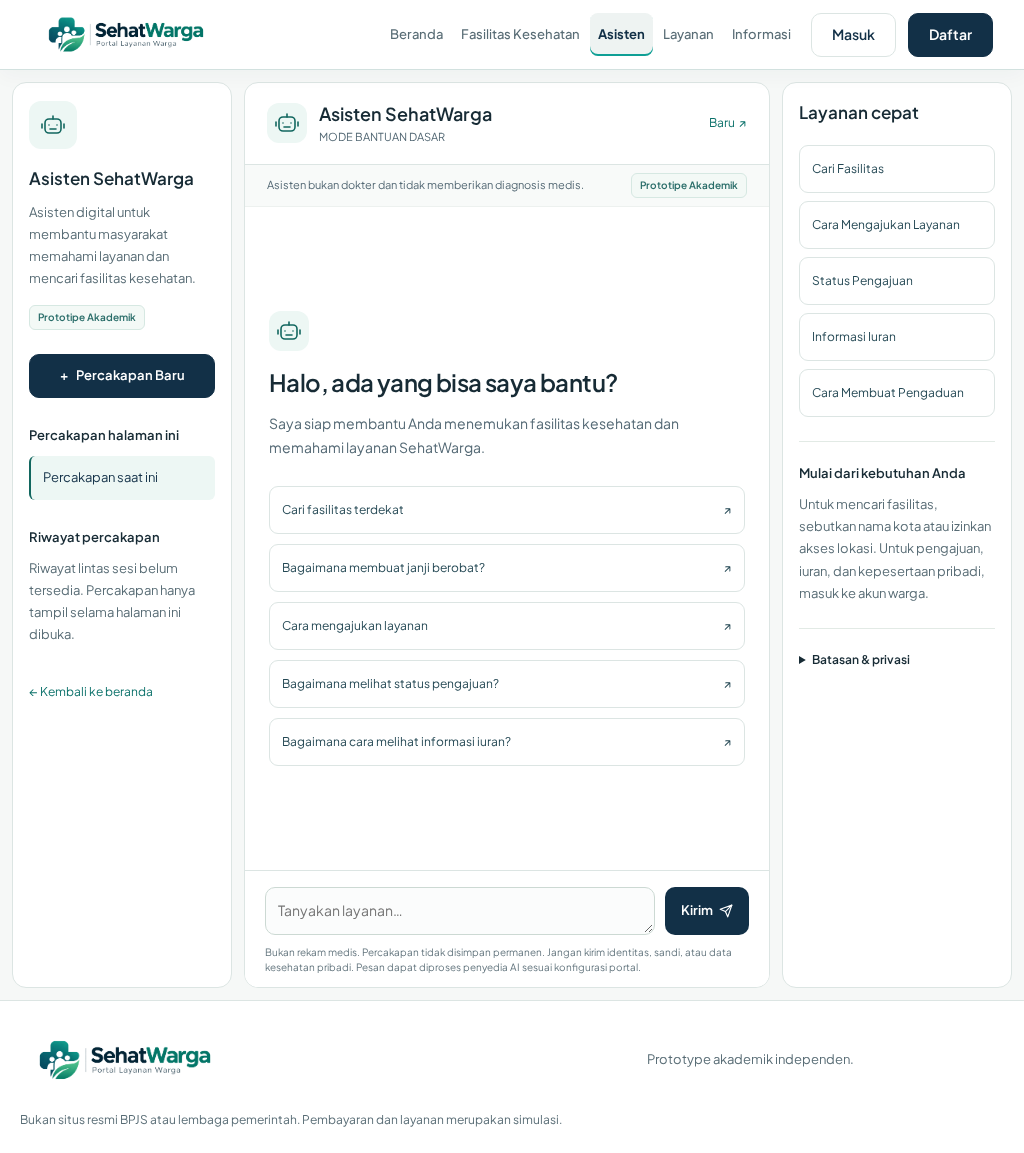 SehatWarga
Portal Layanan Warga
Beranda
Fasilitas Kesehatan
Asisten
Layanan
Informasi
Masuk
Daftar
Asisten SehatWarga
Asisten digital untuk
membantu masyarakat
memahami layanan dan
mencari fasilitas kesehatan.
Prototipe Akademik
+ Percakapan Baru
Percakapan halaman ini
Percakapan saat ini
Riwayat percakapan
Riwayat lintas sesi belum
tersedia. Percakapan hanya
tampil selama halaman ini
dibuka.
← Kembali ke beranda
Asisten SehatWarga
MODE BANTUAN DASAR
Baru ↗
Asisten bukan dokter dan tidak memberikan diagnosis medis.
Prototipe Akademik
Halo, ada yang bisa saya bantu?
Saya siap membantu Anda menemukan fasilitas kesehatan dan
memahami layanan SehatWarga.
Cari fasilitas terdekat ↗
Bagaimana membuat janji berobat? ↗
Cara mengajukan layanan ↗
Bagaimana melihat status pengajuan? ↗
Bagaimana cara melihat informasi iuran? ↗
Tanyakan layanan...
Kirim
Bukan rekam medis. Percakapan tidak disimpan permanen. Jangan kirim identitas, sandi, atau data
kesehatan pribadi. Pesan dapat diproses penyedia AI sesuai konfigurasi portal.
Layanan cepat
Cari Fasilitas
Cara Mengajukan Layanan
Status Pengajuan
Informasi Iuran
Cara Membuat Pengaduan
Mulai dari kebutuhan Anda
Untuk mencari fasilitas,
sebutkan nama kota atau izinkan
akses lokasi. Untuk pengajuan,
iuran, dan kepesertaan pribadi,
masuk ke akun warga.
Batasan & privasi
SehatWarga
Portal Layanan Warga
Prototype akademik independen.
Bukan situs resmi BPJS atau lembaga pemerintah. Pembayaran dan layanan merupakan simulasi.